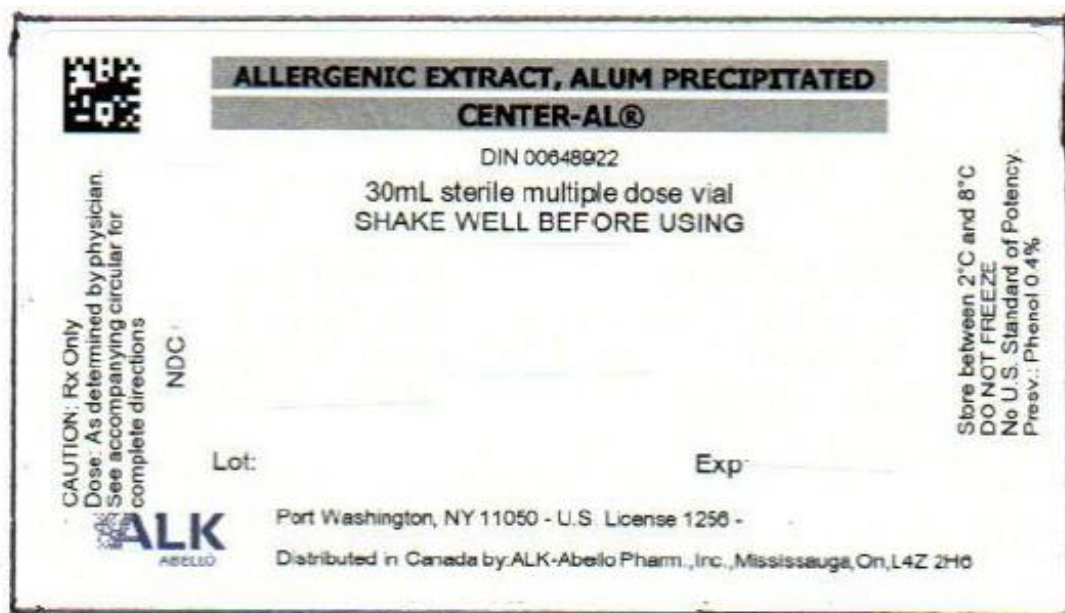 ALLERGENIC EXTRACT, ALUM PRECIPITATED
CENTER-AL®
DIN 00648922
30mL sterile multiple dose vial
SHAKE WELL BEFORE USING
CAUTION: Rx Only
Dose: As determined by physician.
See accompanying circular for
complete directions
NDC
Store between 2°C and 8°C
DO NOT FREEZE
No U.S. Standard of Potency.
Presv.: Phenol 0.4%
Lot:
Exp
ALK
ABELLO
Port Washington, NY 11050 - U.S. License 1256 -
Distributed in Canada by:ALK-Abello Pharm.,Inc.,Mississauga,On,L4Z 2H6